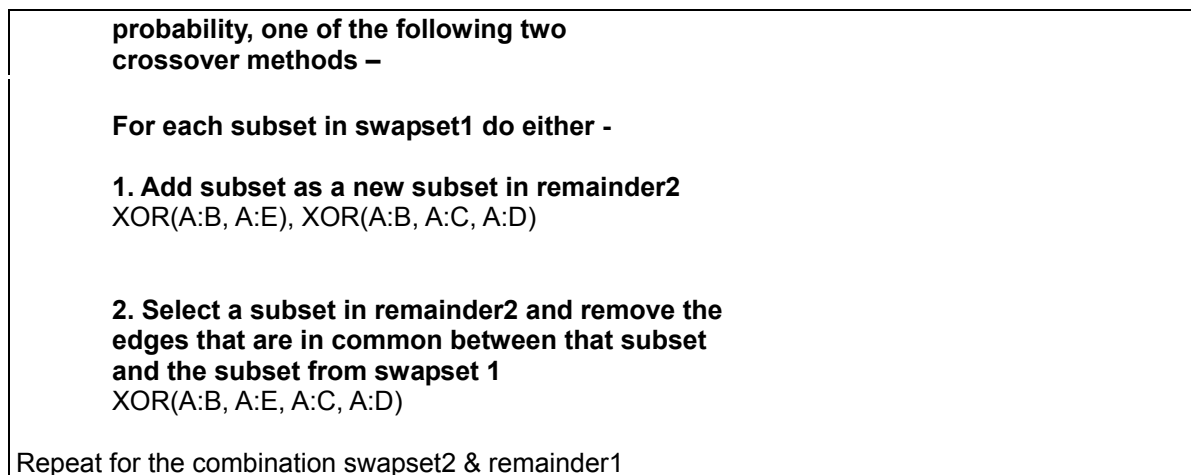 probability, one of the following two
crossover methods –
For each subset in swapset1 do either -
1. Add subset as a new subset in remainder2
XOR(A:B, A:E), XOR(A:B, A:C, A:D)
2. Select a subset in remainder2 and remove the
edges that are in common between that subset
and the subset from swapset 1
XOR(A:B, A:E, A:C, A:D)
Repeat for the combination swapset2 & remainder1